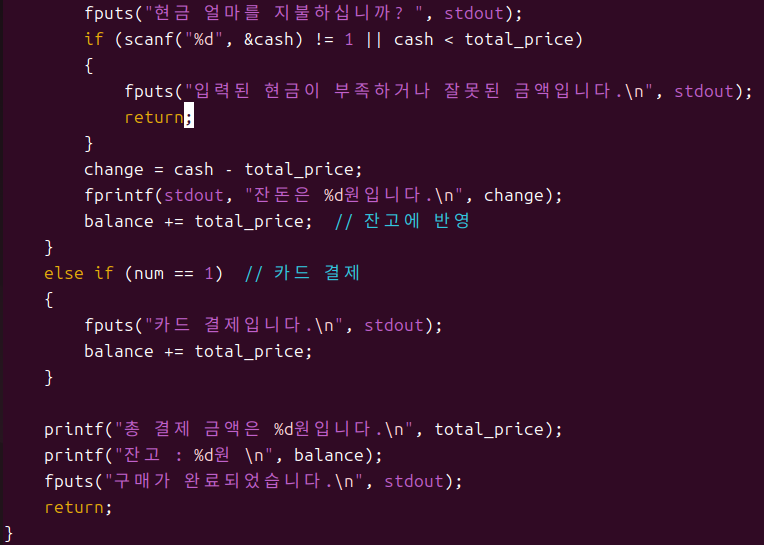 fputs("현금 얼마를 지불하십니까? ", stdout);
if (scanf("%d", &cash) != 1 || cash < total_price)
{
fputs("입력된 현금이 부족하거나 잘못된 금액입니다.\n", stdout);
return;
}
change = cash - total_price;
fprintf(stdout, "잔돈은 %d원입니다.\n", change);
balance += total_price;  // 잔고에 반영
}
else if (num == 1)  // 카드 결제
{
fputs("카드 결제입니다.\n", stdout);
balance += total_price;
}
printf("총 결제 금액은 %d원입니다.\n", total_price);
printf("잔고 : %d원 \n", balance);
fputs("구매가 완료되었습니다.\n", stdout);
return;
}